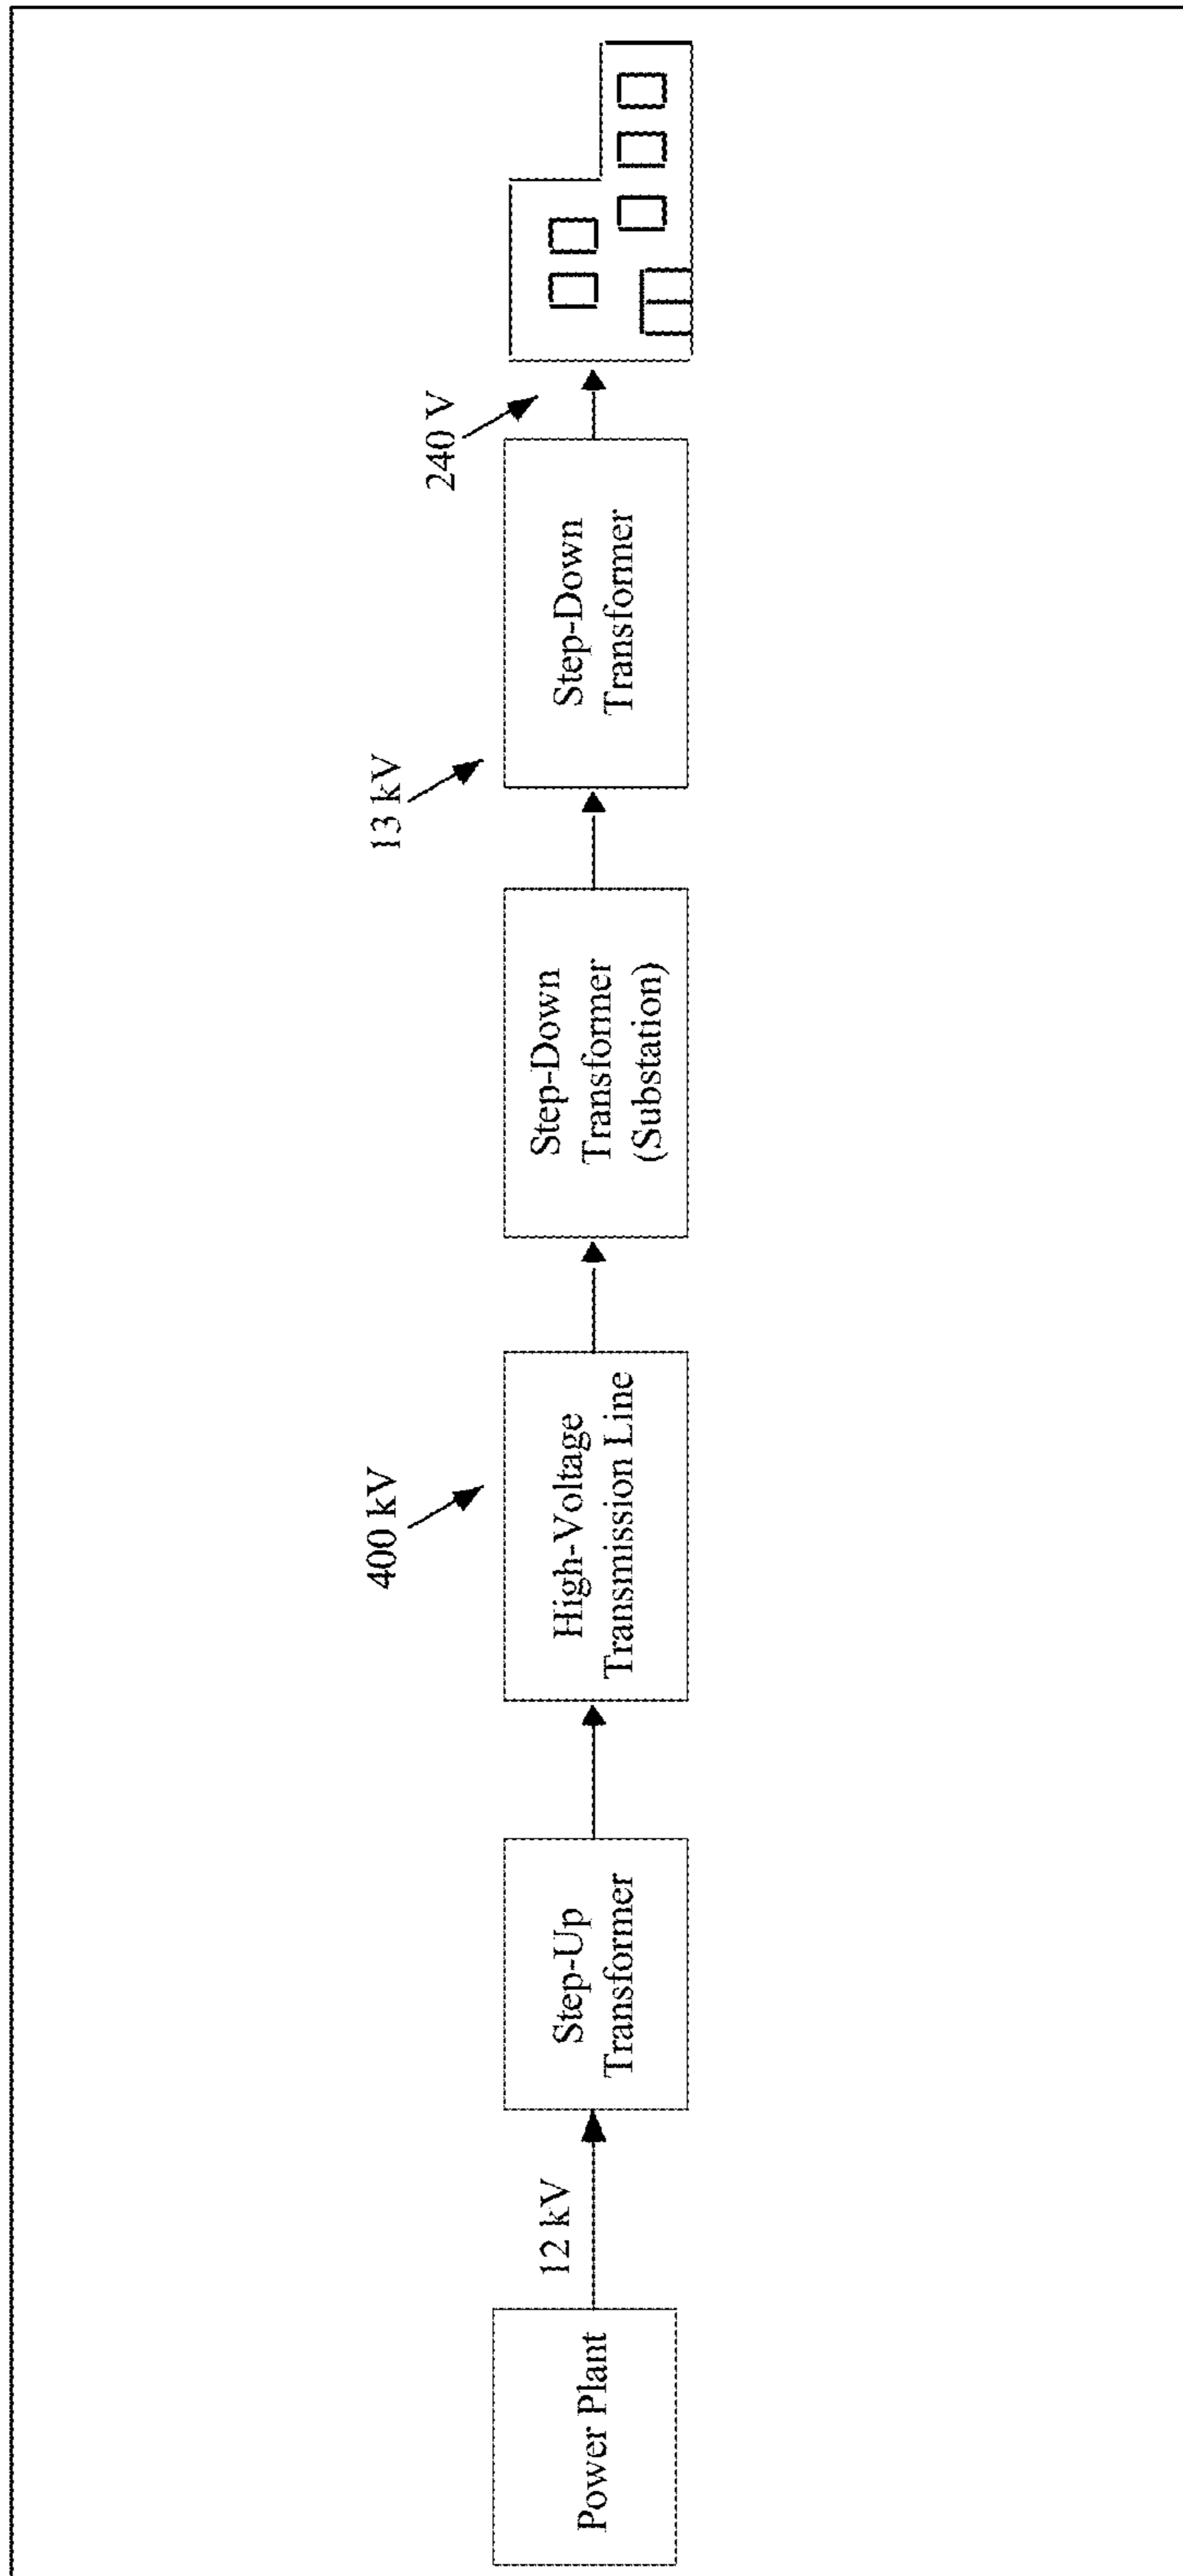 Power Plant
12 kV
Step-Up
Transformer
400 kV
High-Voltage
Transmission Line
Step-Down
Transformer
(Substation)
13 kV
Step-Down
Transformer
240 V